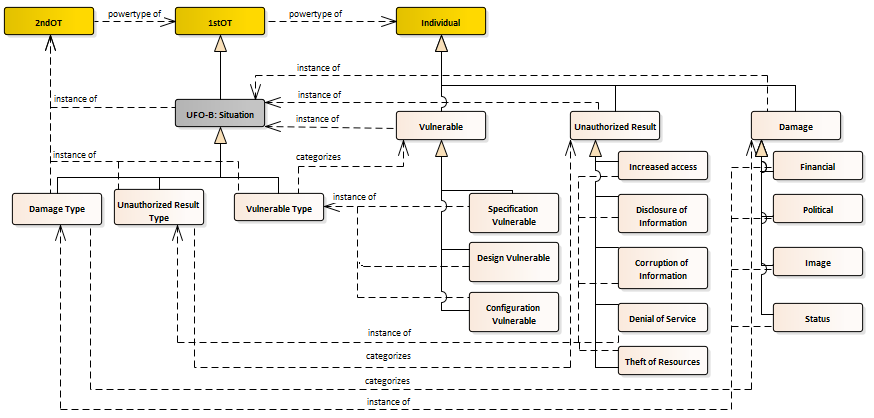 powertype of
powertype of
2ndOT
1stOT
Individual
instance of
instance of
instance of
UFO-B: Situation
instance of
Vulnerable
Unauthorized Result
Damage
instance of
categorizes
Increased access
Financial
Damage Type
Unauthorized Result
Type
Vulnerable Type
instance of
Specification
Vulnerable
Disclosure of
Information
Political
Design Vulnerable
Corruption of
Information
Image
Configuration
Vulnerable
Denial of Service
Status
instance of
categorizes
Theft of Resources
categorizes
instance of